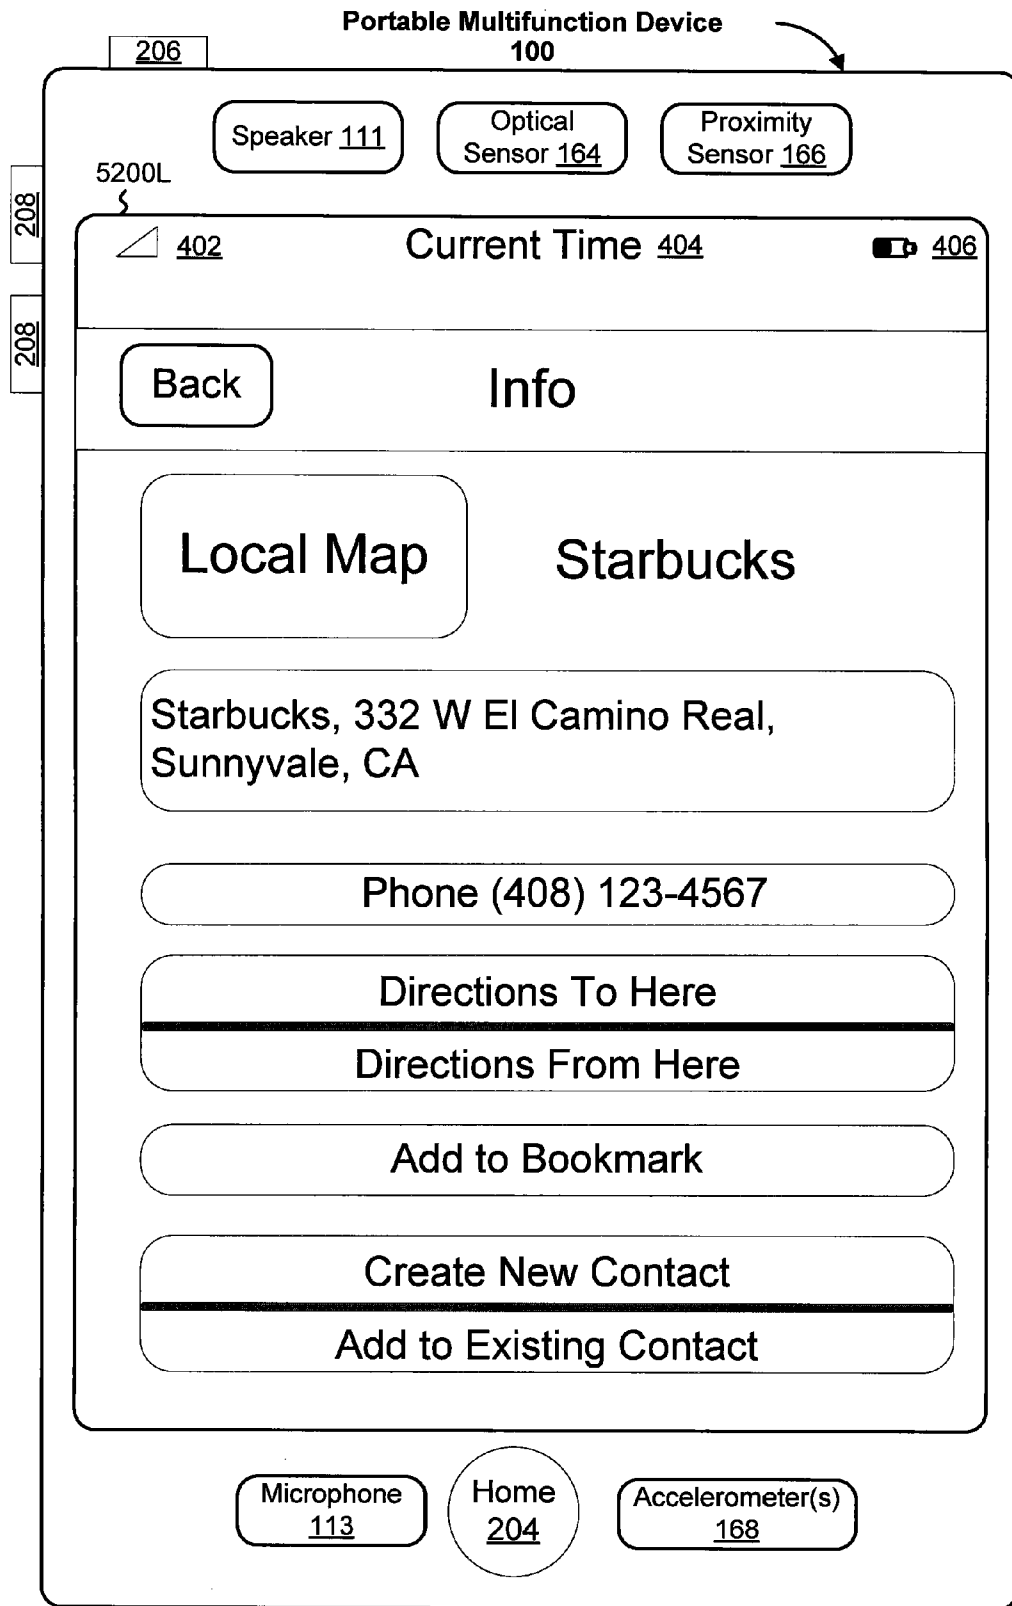 Portable Multifunction Device
100
206
Speaker 111
Optical
Sensor 164
Proximity
Sensor 166
5200L
208
208
402
Current Time 404
406
Back
Info
Local Map
Starbucks
Starbucks, 332 W El Camino Real,
Sunnyvale, CA
Phone (408) 123-4567
Directions To Here
Directions From Here
Add to Bookmark
Create New Contact
Add to Existing Contact
Microphone
113
Home
204
Accelerometer(s)
168